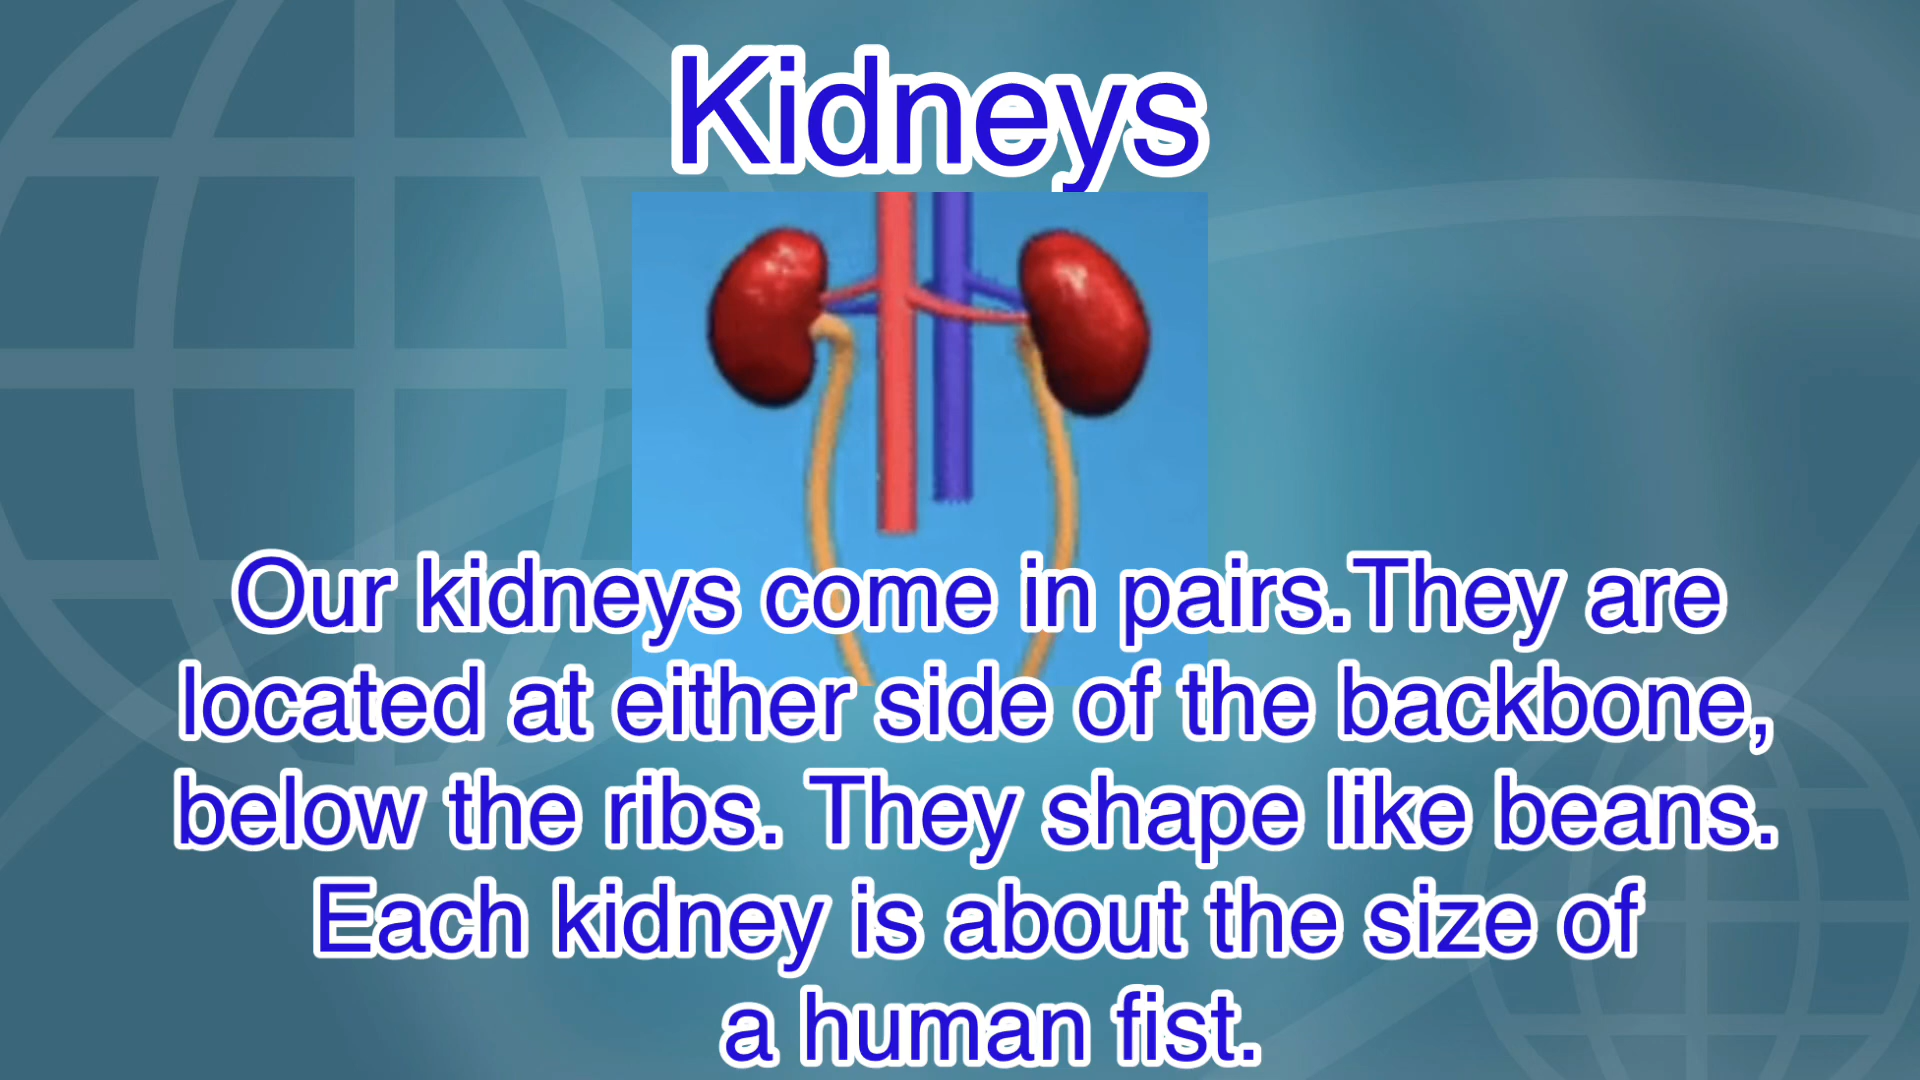 Kidneys
Our kidneys come in pairs.They are
located at either side of the backbone,
below the ribs. They shape like beans.
Each kidney is about the size of
a human fist.